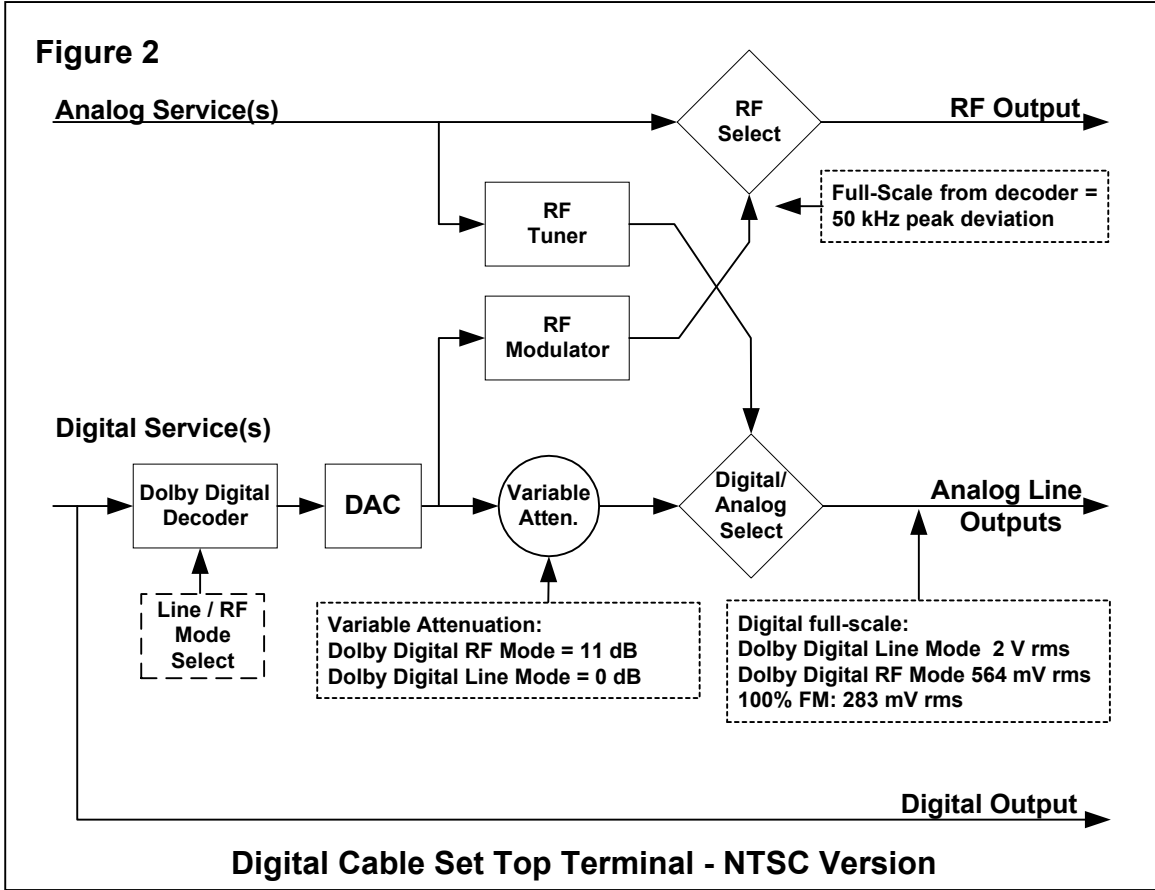 Figure 2
Analog Service(s)
RF
Select
RF Output
Full-Scale from decoder =
50 kHz peak deviation
RF
Tuner
RF
Modulator
Digital Service(s)
Dolby Digital
Decoder
DAC
Variable
Atten.
Digital/
Analog
Select
Analog Line
Outputs
Line / RF
Mode
Select
Variable Attenuation:
Dolby Digital RF Mode = 11 dB
Dolby Digital Line Mode = 0 dB
Digital full-scale:
Dolby Digital Line Mode 2 V rms
Dolby Digital RF Mode 564 mV rms
100% FM: 283 mV rms
Digital Output
Digital Cable Set Top Terminal - NTSC Version